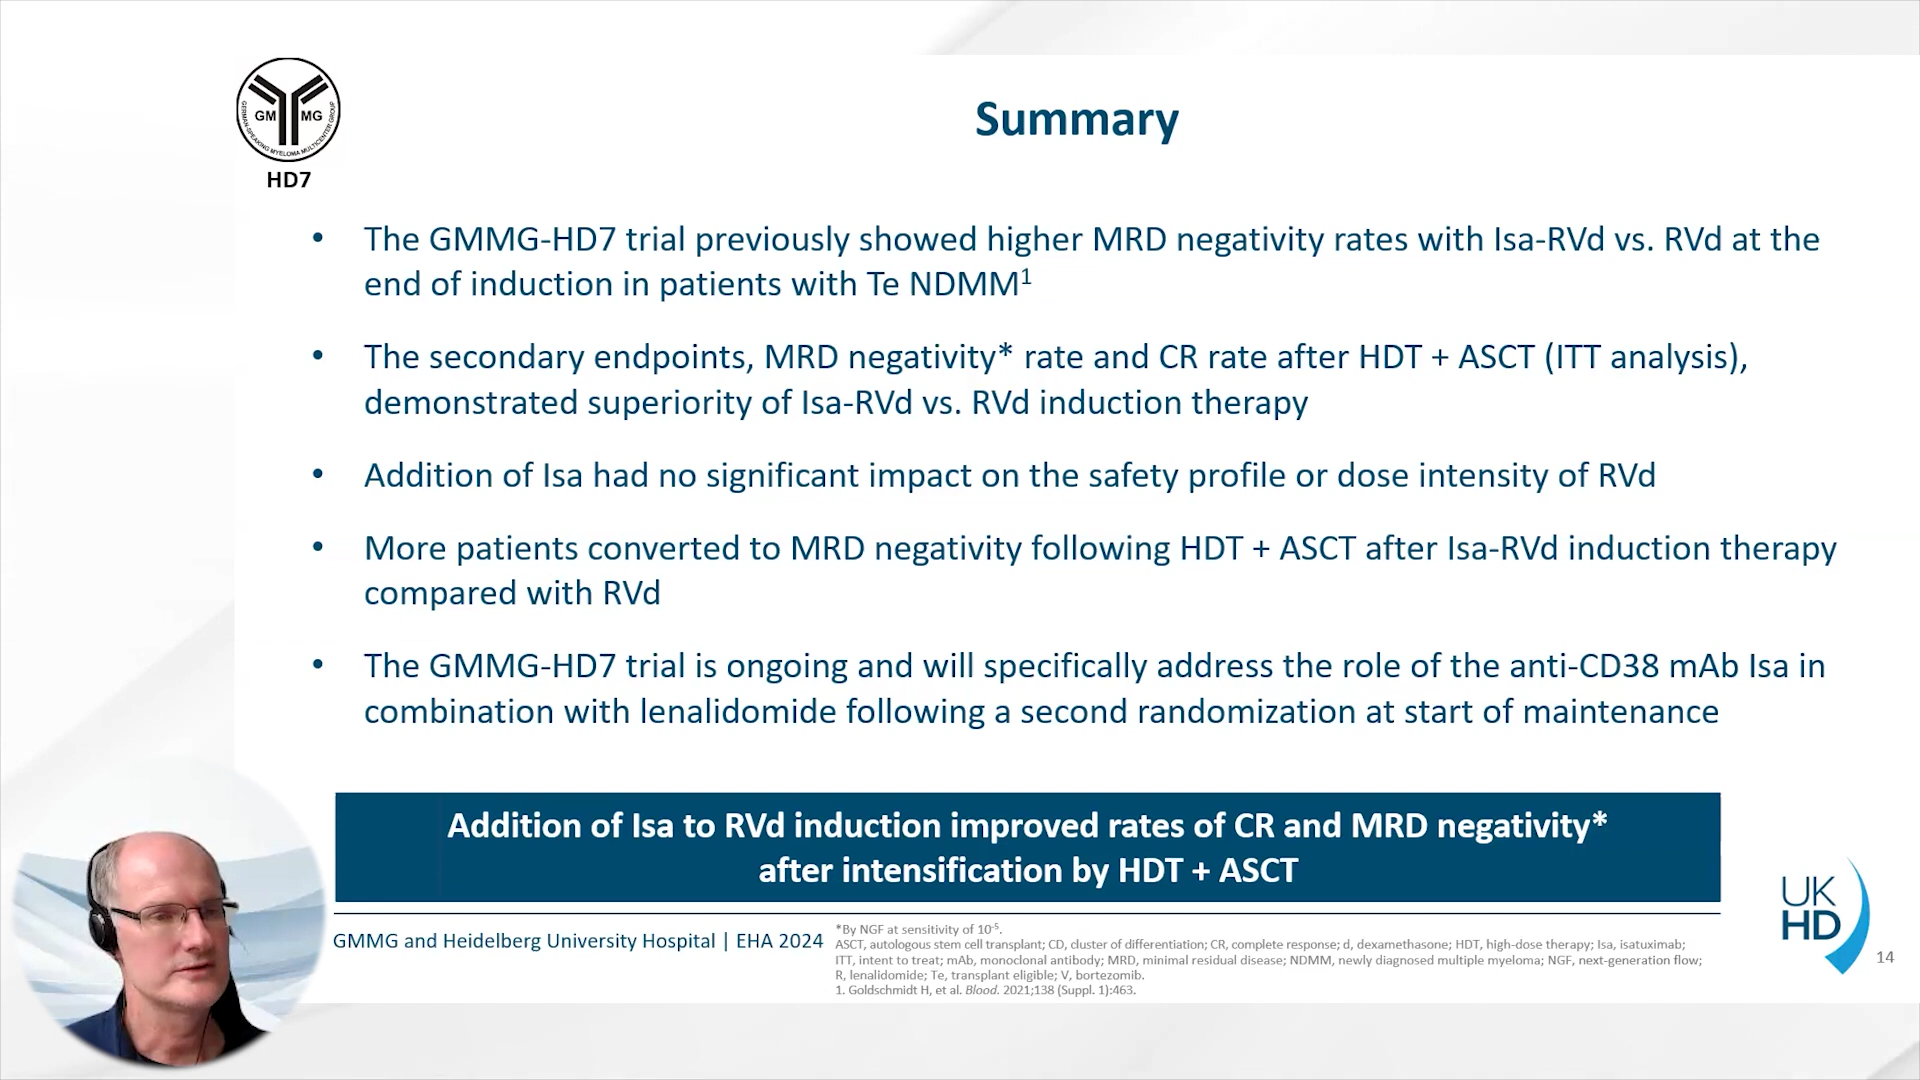 GM MG
GERMAN-SPEAKING MYELOMA MULTICENTER GROUP
HD7
Summary
• The GMMG-HD7 trial previously showed higher MRD negativity rates with Isa-RVd vs. RVd at the
end of induction in patients with Te NDMM1
• The secondary endpoints, MRD negativity* rate and CR rate after HDT + ASCT (ITT analysis),
demonstrated superiority of Isa-RVd vs. RVd induction therapy
• Addition of Isa had no significant impact on the safety profile or dose intensity of RVd
• More patients converted to MRD negativity following HDT + ASCT after Isa-RVd induction therapy
compared with RVd
• The GMMG-HD7 trial is ongoing and will specifically address the role of the anti-CD38 mAb Isa in
combination with lenalidomide following a second randomization at start of maintenance
Addition of Isa to RVd induction improved rates of CR and MRD negativity*
after intensification by HDT + ASCT
GMMG and Heidelberg University Hospital | EHA 2024
*By NGF at sensitivity of 10-5.
ASCT, autologous stem cell transplant; CD, cluster of differentiation; CR, complete response; d, dexamethasone; HDT, high-dose therapy; Isa, isatuximab;
ITT, intent to treat; mAb, monoclonal antibody; MRD, minimal residual disease; NDMM, newly diagnosed multiple myeloma; NGF, next-generation flow;
R, lenalidomide; Te, transplant eligible; V, bortezomib.
1. Goldschmidt H, et al. Blood. 2021;138 (Suppl. 1):463.
UK
HD
14